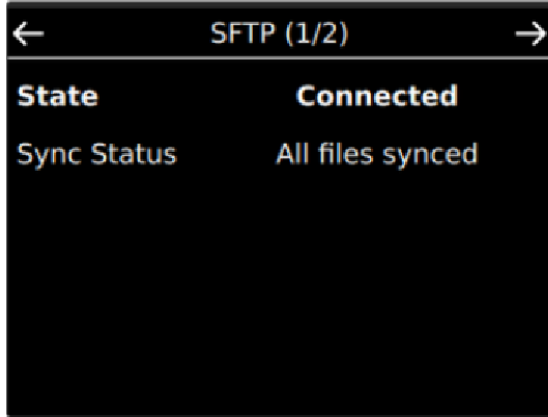 ← SFTP (1/2) →
State Connected
Sync Status All files synced